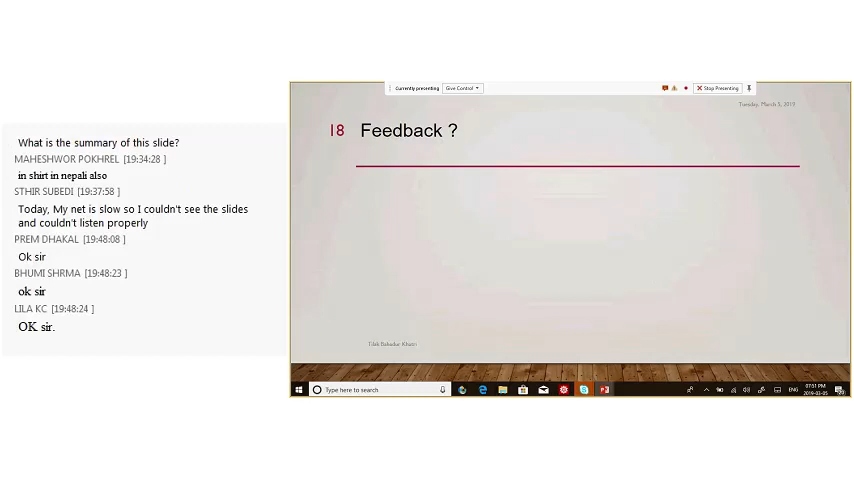 What is the summary of this slide?
MAHESHWOR POKHREL [19:34:28 ]
in shirt in nepali also
STHIR SUBEDI [19:37:58 ]
Today, My net is slow so I couldn't see the slides
and couldn't listen properly
PREM DHAKAL [19:48:08 ]
Ok sir
BHUMI SHRMA [19:48:23 ]
ok sir
LILA KC [19:48:24 ]
OK sir.
Currently presenting Give Control Stop Presenting
Tuesday, March 5, 2019
18 Feedback ?
Tilak Bahadur Khatri
Type here to search
ENG
07:51 PM
2019-03-05